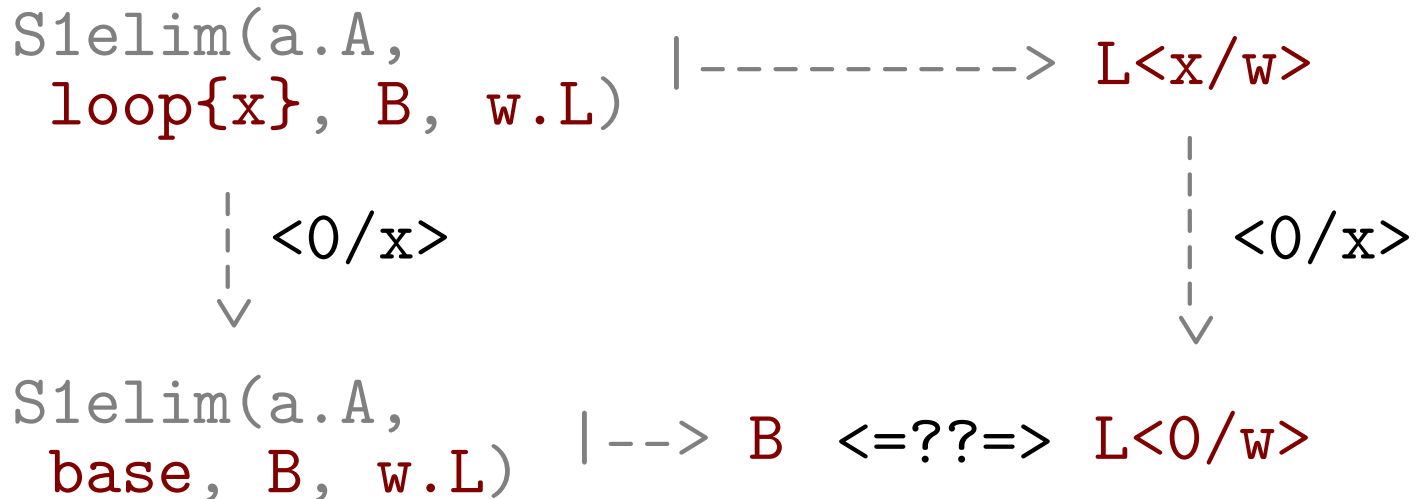 S1elim(a.A, |----------> L<x/w>
loop{x}, B, w.L)
<0/x> <0/x>
S1elim(a.A, |--> B <=??=> L<0/w>
base, B, w.L)